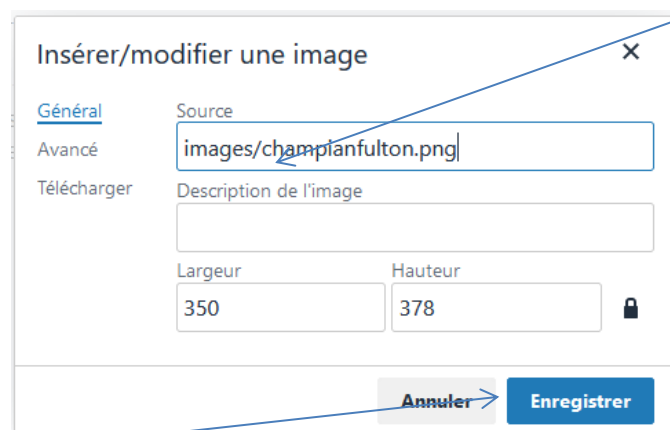 Insérer/modifier une image
Général
Source
images/champianfulton.png
Avancé
Télécharger
Description de l'image
Largeur
Hauteur
350
378
Annuler
Enregistrer